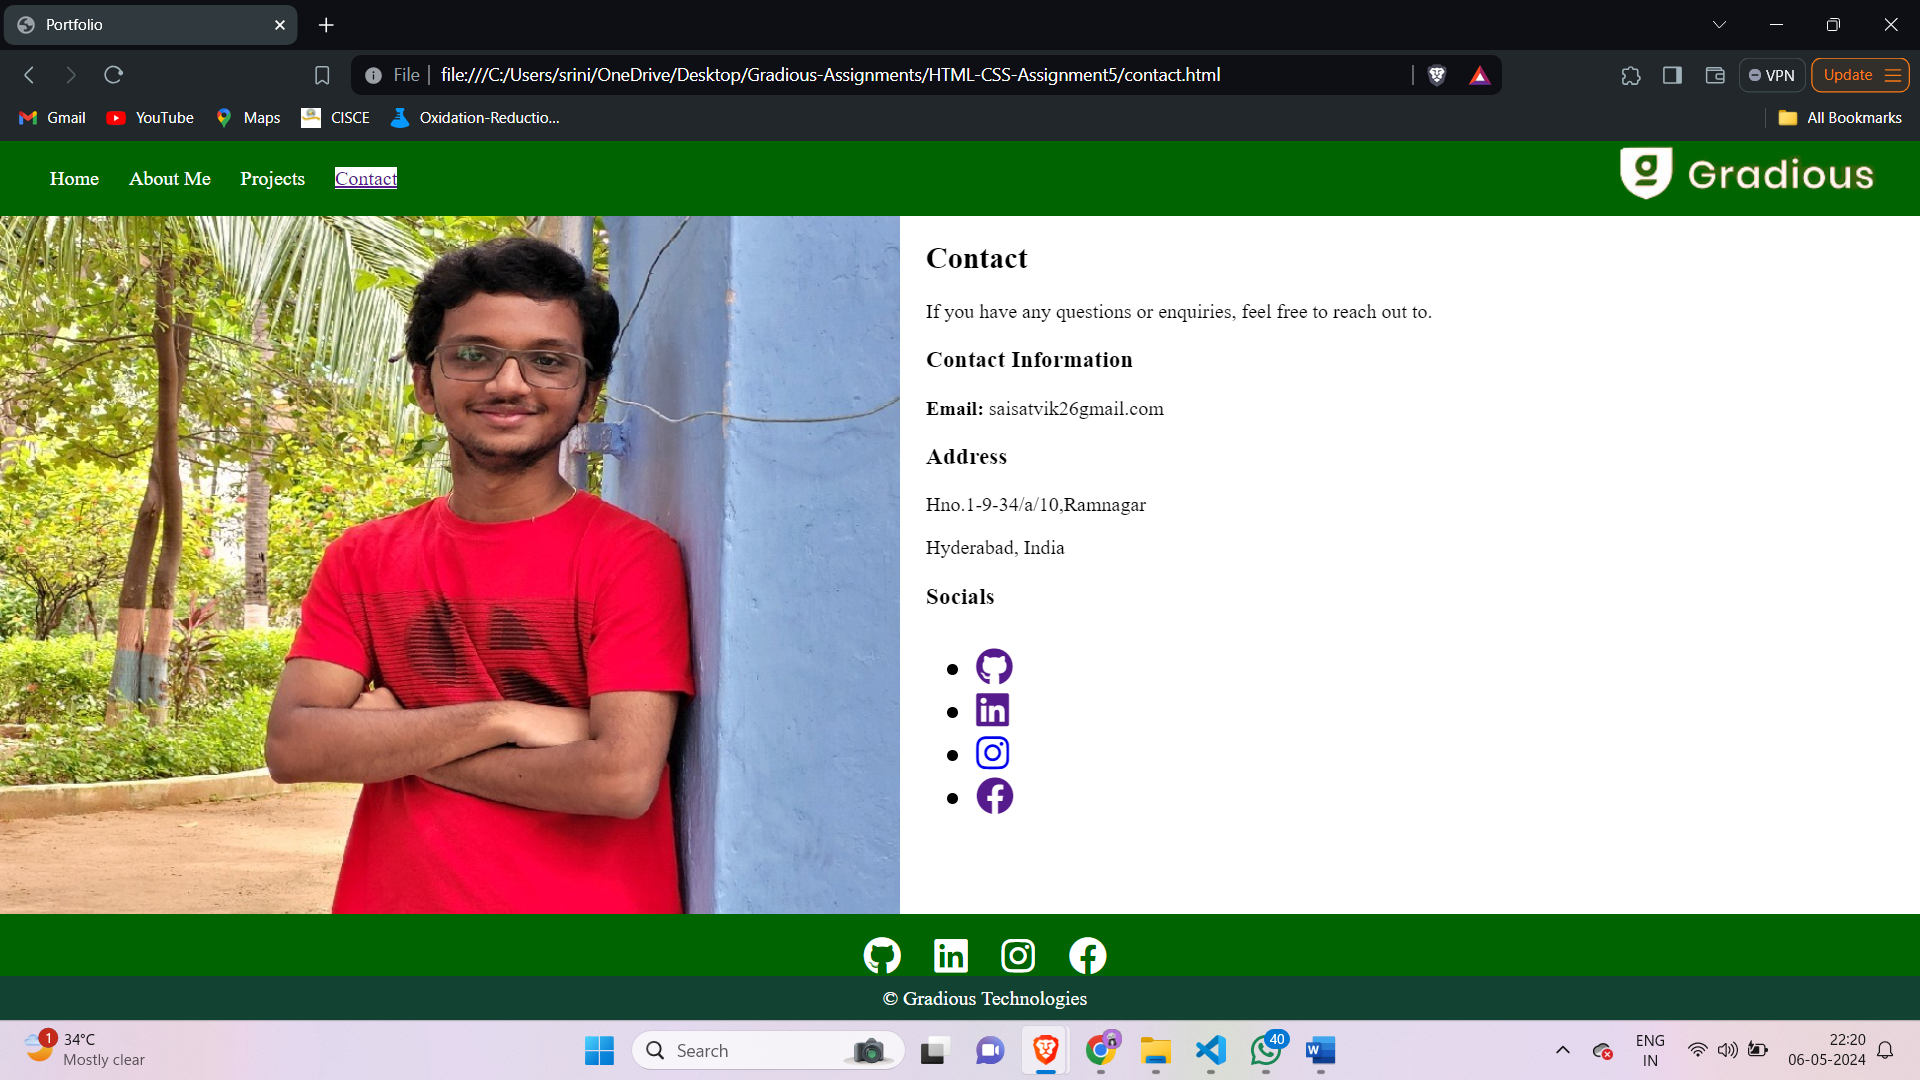 Portfolio
File
file:///C:/Users/srini/OneDrive/Desktop/Gradious-Assignments/HTML-CSS-Assignment5/contact.html
VPN
Update
Gmail
YouTube
Maps
CISCE
Oxidation-Reductio...
All Bookmarks
Home
About Me
Projects
Contact
Gradious
Contact
If you have any questions or enquiries, feel free to reach out to.
Contact Information
Email: saisatvik26gmail.com
Address
Hno.1-9-34/a/10,Ramnagar
Hyderabad, India
Socials
© Gradious Technologies
1
34°C
Mostly clear
Search
40
ENG
IN
22:20
06-05-2024